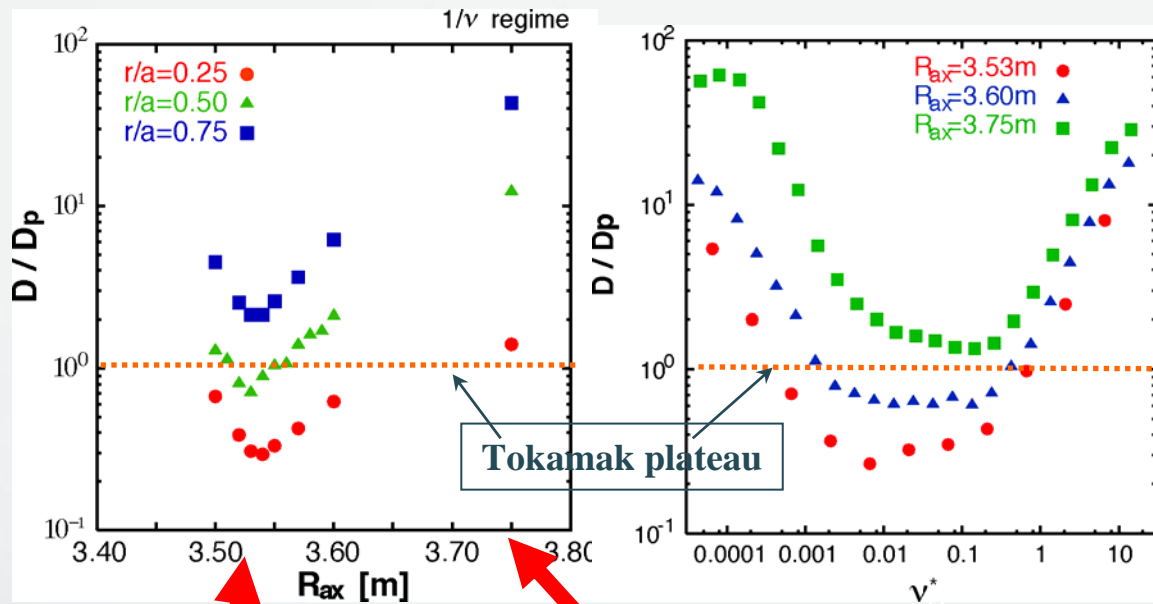 1/ν regime
10²
10¹
10⁰
10⁻¹
D / Dp
r/a=0.25
r/a=0.50
r/a=0.75
3.40
3.50
3.60
3.70
3.80
Rax [m]
Tokamak plateau
10²
10¹
10⁰
10⁻¹
D / Dp
Rax=3.53m
Rax=3.60m
Rax=3.75m
0.0001
0.001
0.01
0.1
1
10
ν*